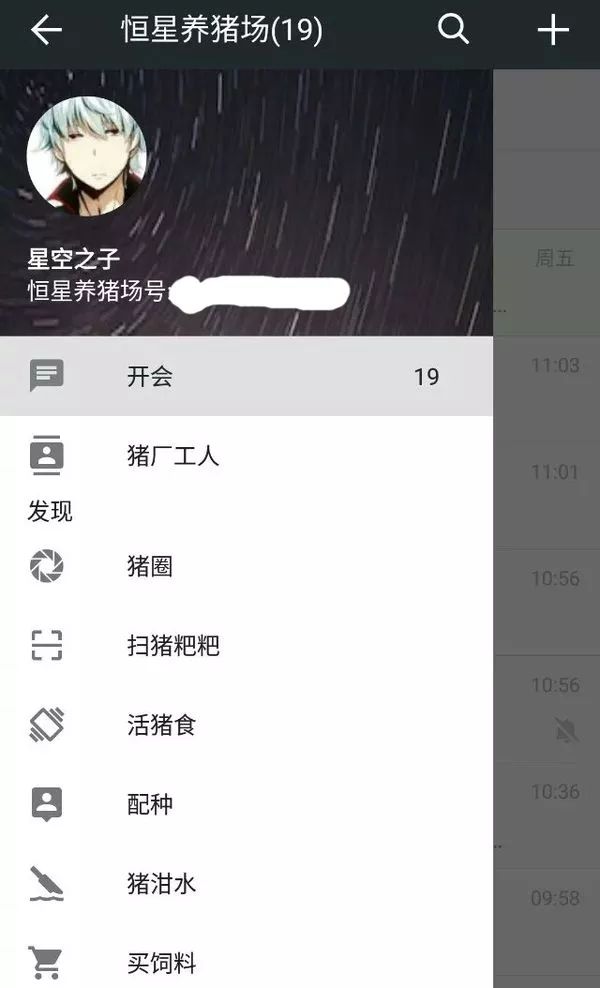 恒星养猪场(19)
星空之子
恒星养猪场号:
周五
...
开会 19
11:03
猪厂工人
11:01
发现
猪圈
10:56
扫猪粑粑
活猪食
10:56
配种
10:36
..
猪泔水
09:58
买饲料